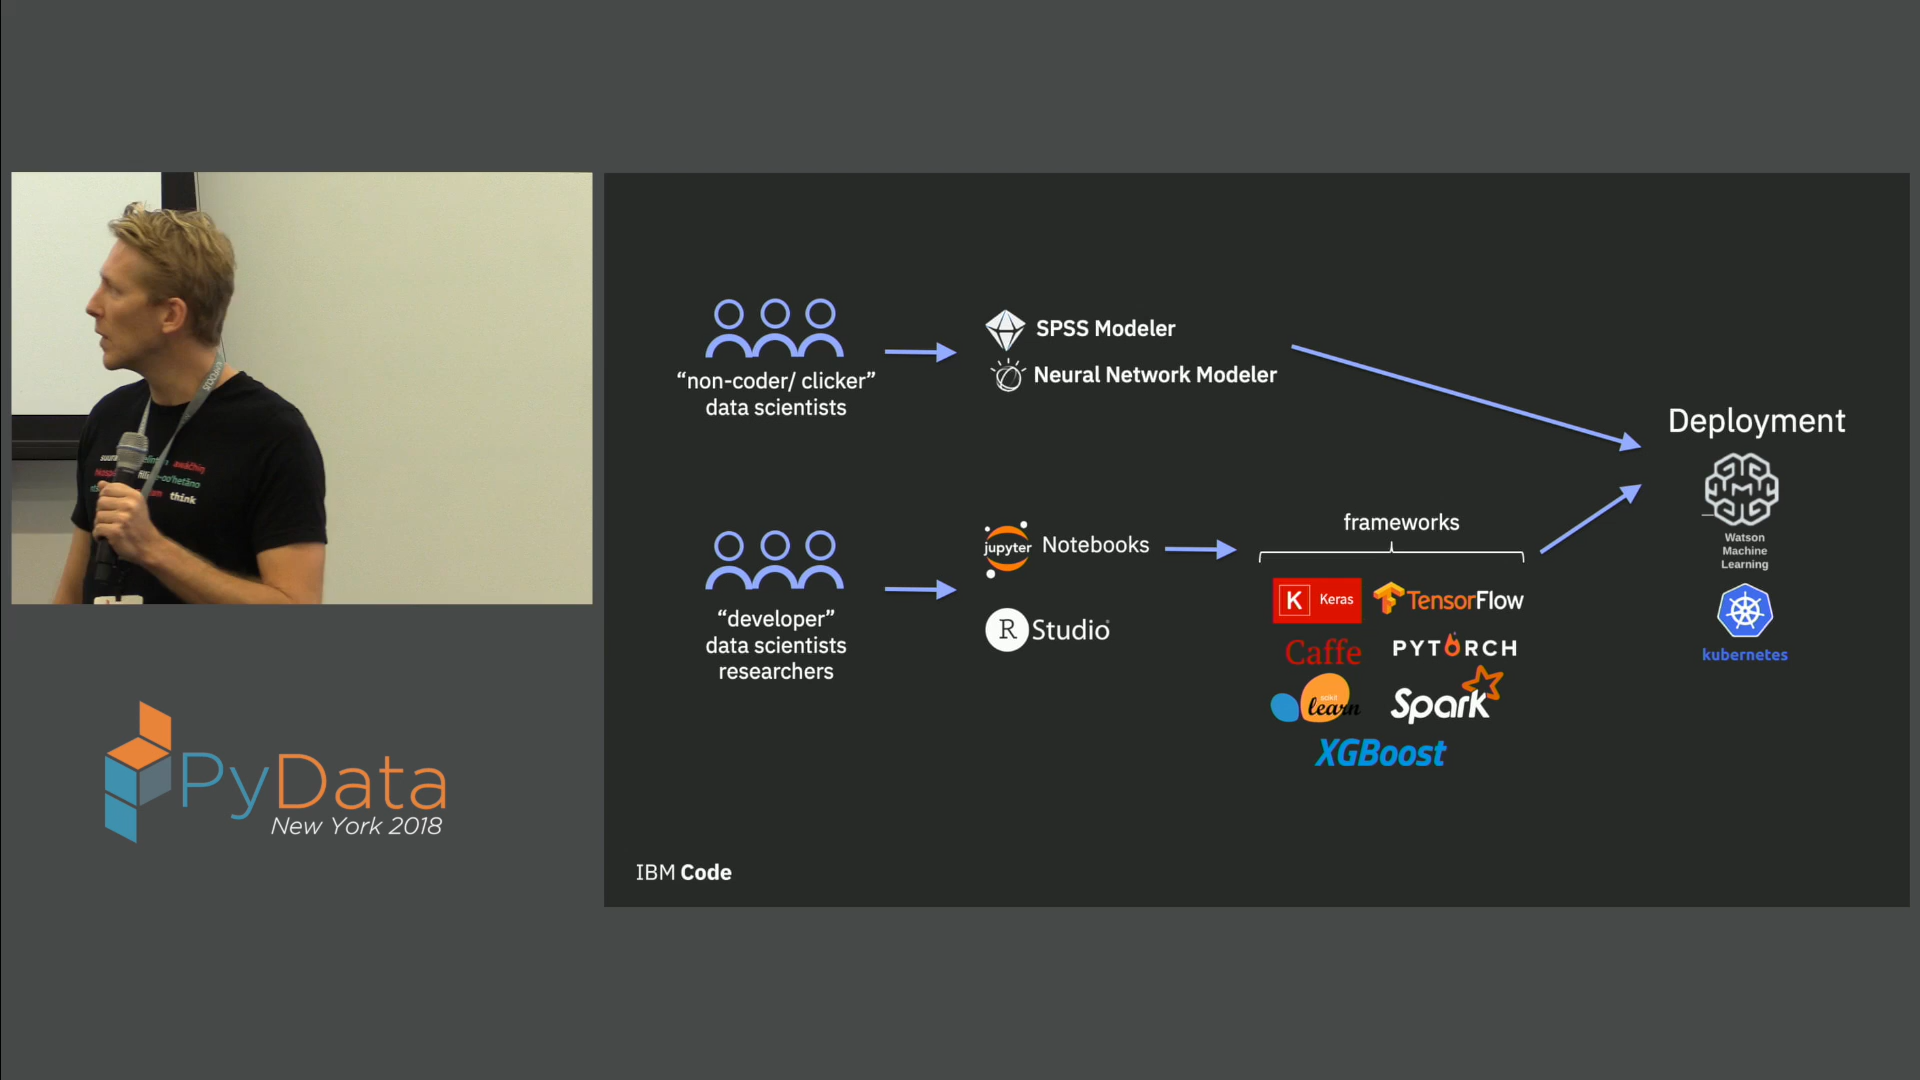 “non-coder/ clicker”
data scientists
SPSS Modeler
Neural Network Modeler
“developer”
data scientists
researchers
jupyter Notebooks
R Studio
frameworks
K Keras
TensorFlow
Caffe
PYTORCH
scikit
learn
Spark
XGBoost
Deployment
Watson
Machine
Learning
kubernetes
IBM Code
PyData
New York 2018
think